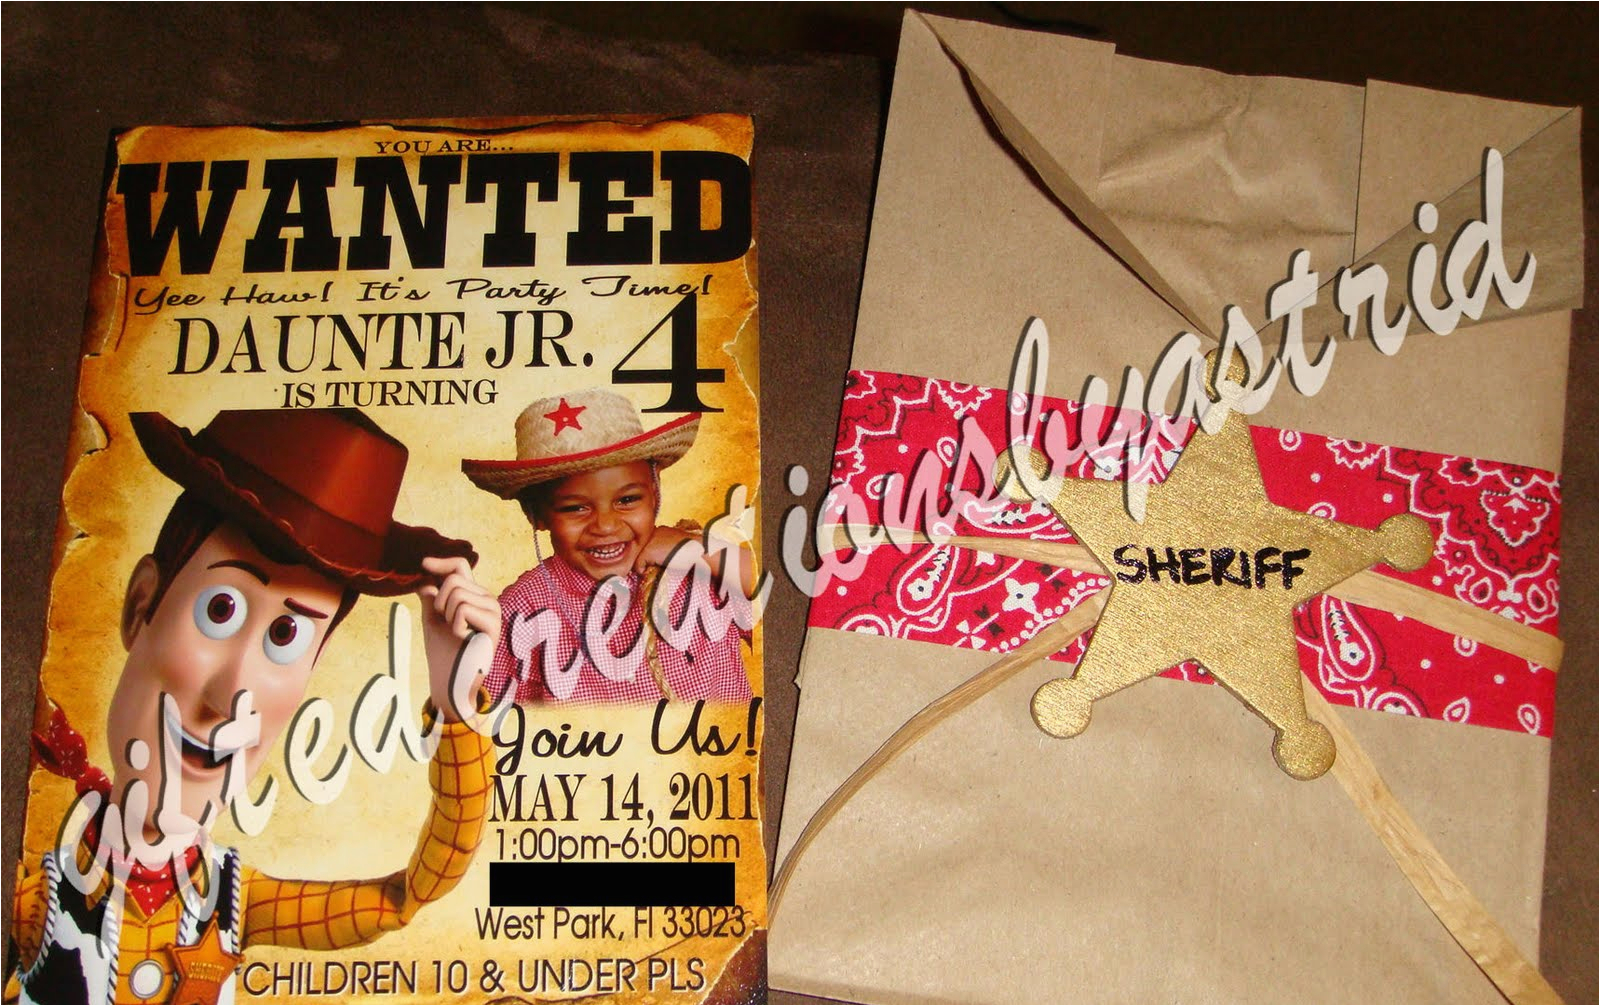 YOU ARE...
WANTED
Yee Haw! It's Party Time!
DAUNTE JR. 4
IS TURNING
Join Us!
MAY 14, 2011
1:00pm-6:00pm
West Park, Fl 33023
CHILDREN 10 & UNDER PLS
SHERIFF
SHERIFF
giftedcreationsbyastrid